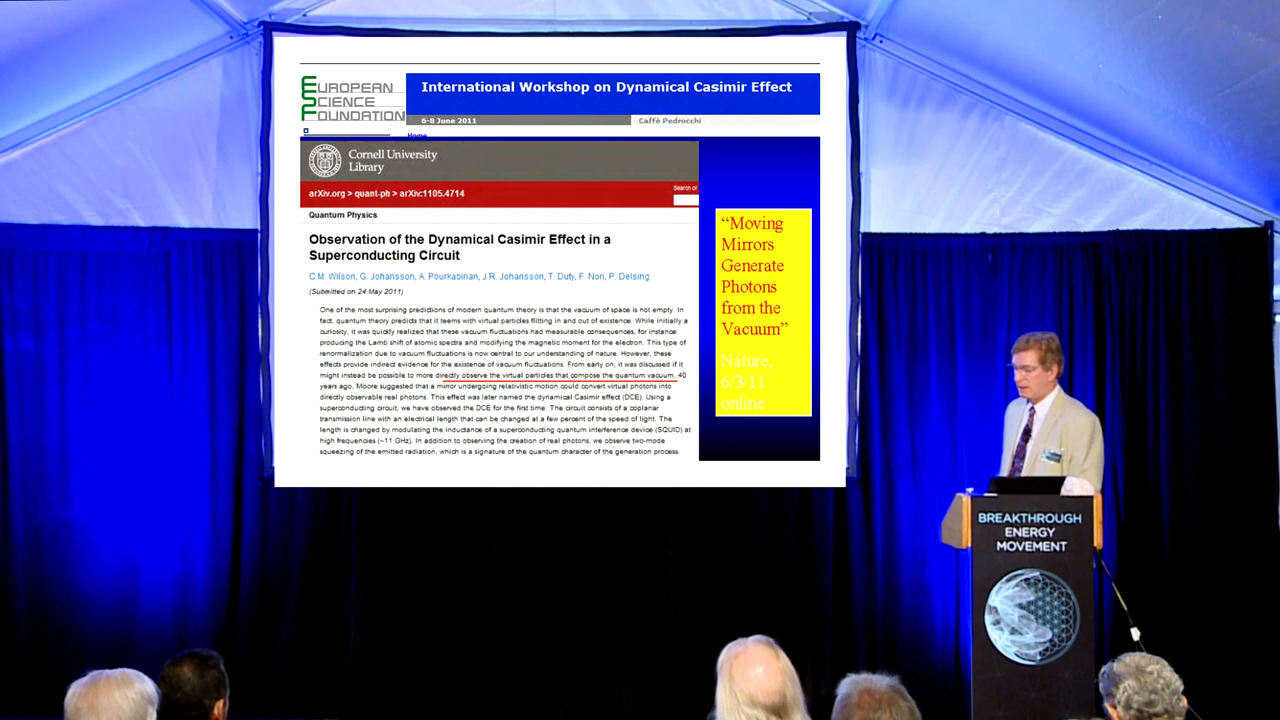 EUROPEAN
SCIENCE
FOUNDATION
International Workshop on Dynamical Casimir Effect
6-8 June 2011
Caffè Pedrocchi
Home
Cornell University
Library
arXiv.org > quant-ph > arXiv:1105.4714
Search or
Quantum Physics
Observation of the Dynamical Casimir Effect in a
Superconducting Circuit
C.M. Wilson, G. Johansson, A. Pourkabirian, J.R. Johansson, T. Duty, F. Nori, P. Delsing
(Submitted on 24 May 2011)
One of the most surprising predictions of modern quantum theory is that the vacuum of space is not empty. In
fact, quantum theory predicts that it teems with virtual particles flitting in and out of existence. While initially a
curiosity, it was quickly realized that these vacuum fluctuations had measurable consequences, for instance
producing the Lamb shift of atomic spectra and modifying the magnetic moment for the electron. This type of
renormalization due to vacuum fluctuations is now central to our understanding of nature. However, these
effects provide indirect evidence for the existence of vacuum fluctuations. From early on, it was discussed if it
might instead be possible to more directly observe the virtual particles that compose the quantum vacuum. 40
years ago, Moore suggested that a mirror undergoing relativistic motion could convert virtual photons into
directly observable real photons. This effect was later named the dynamical Casimir effect (DCE). Using a
superconducting circuit, we have observed the DCE for the first time. The circuit consists of a coplanar
transmission line with an electrical length that can be changed at a few percent of the speed of light. The
length is changed by modulating the inductance of a superconducting quantum interference device (SQUID) at
high frequencies (~11 GHz). In addition to observing the creation of real photons, we observe two-mode
squeezing of the emitted radiation, which is a signature of the quantum character of the generation process.
“Moving
Mirrors
Generate
Photons
from the
Vacuum”
Nature,
6/3/11
online
BREAKTHROUGH
ENERGY
MOVEMENT